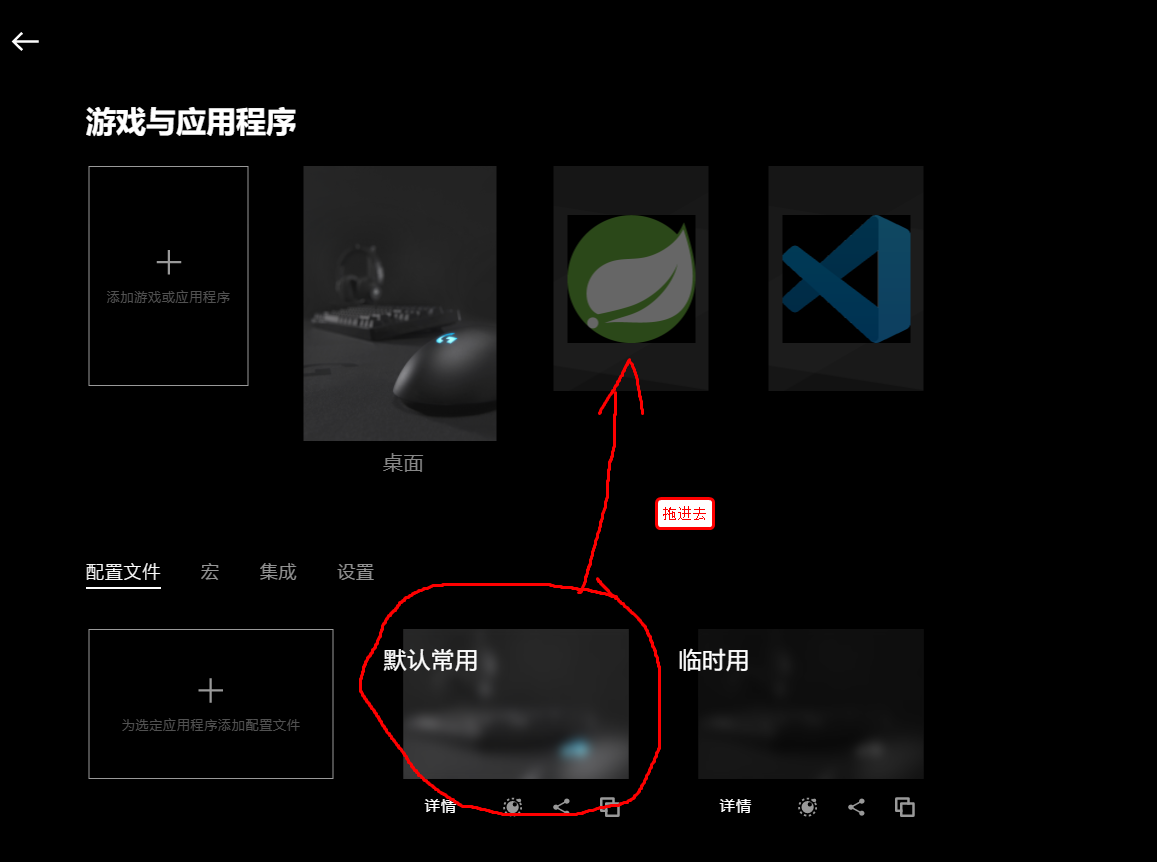 游戏与应用程序
添加游戏或应用程序
桌面
拖进去
配置文件 宏 集成 设置
默认常用 临时用
为选定应用程序添加配置文件
详情 详情